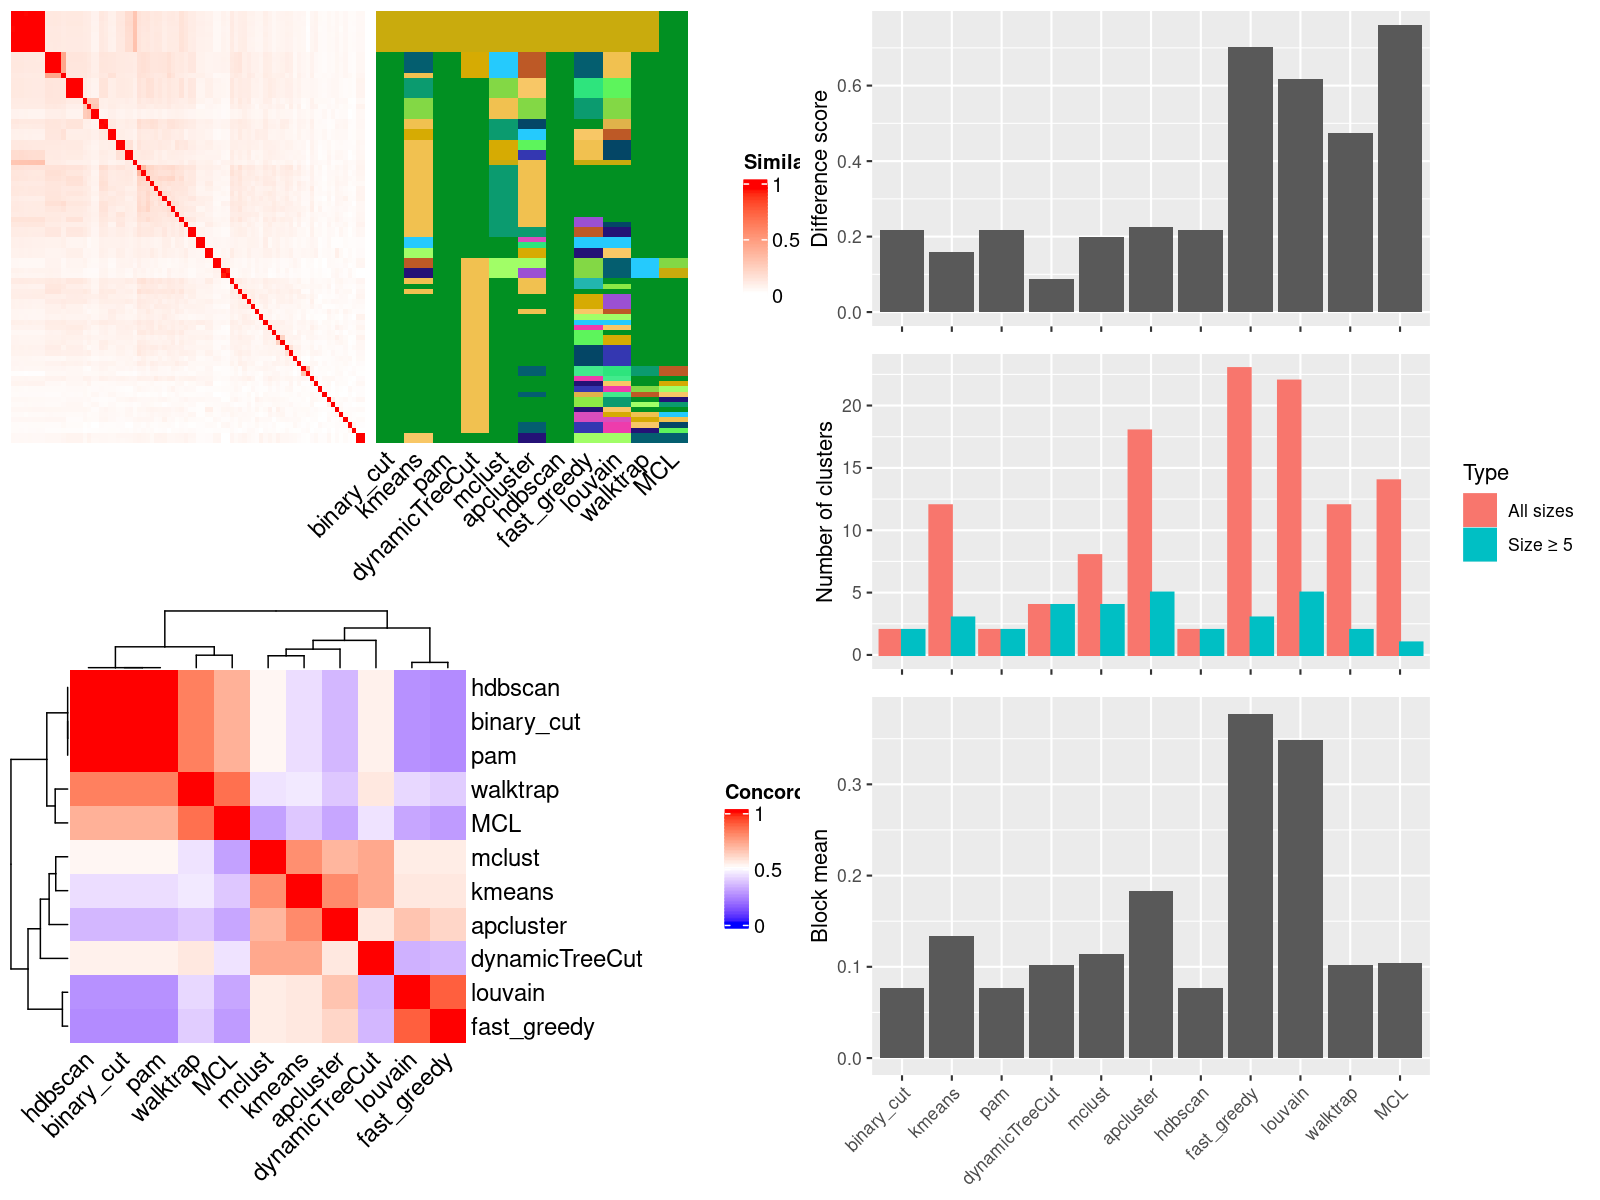 Simila
1
0.5
0
binary_cut
kmeans
pam
dynamicTreeCut
mclust
apcluster
hdbscan
fast_greedy
louvain
walktrap
MCL
hdbscan
binary_cut
pam
walktrap
MCL
mclust
kmeans
apcluster
dynamicTreeCut
louvain
fast_greedy
hdbscan
binary_cut
pam
walktrap
MCL
mclust
kmeans
apcluster
dynamicTreeCut
louvain
fast_greedy
Concord
1
0.5
0
Difference score
0.6
0.4
0.2
0.0
Number of clusters
20
15
10
5
0
Type
All sizes
Size ≥ 5
Block mean
0.3
0.2
0.1
0.0
binary_cut
kmeans
pam
dynamicTreeCut
mclust
apcluster
hdbscan
fast_greedy
louvain
walktrap
MCL